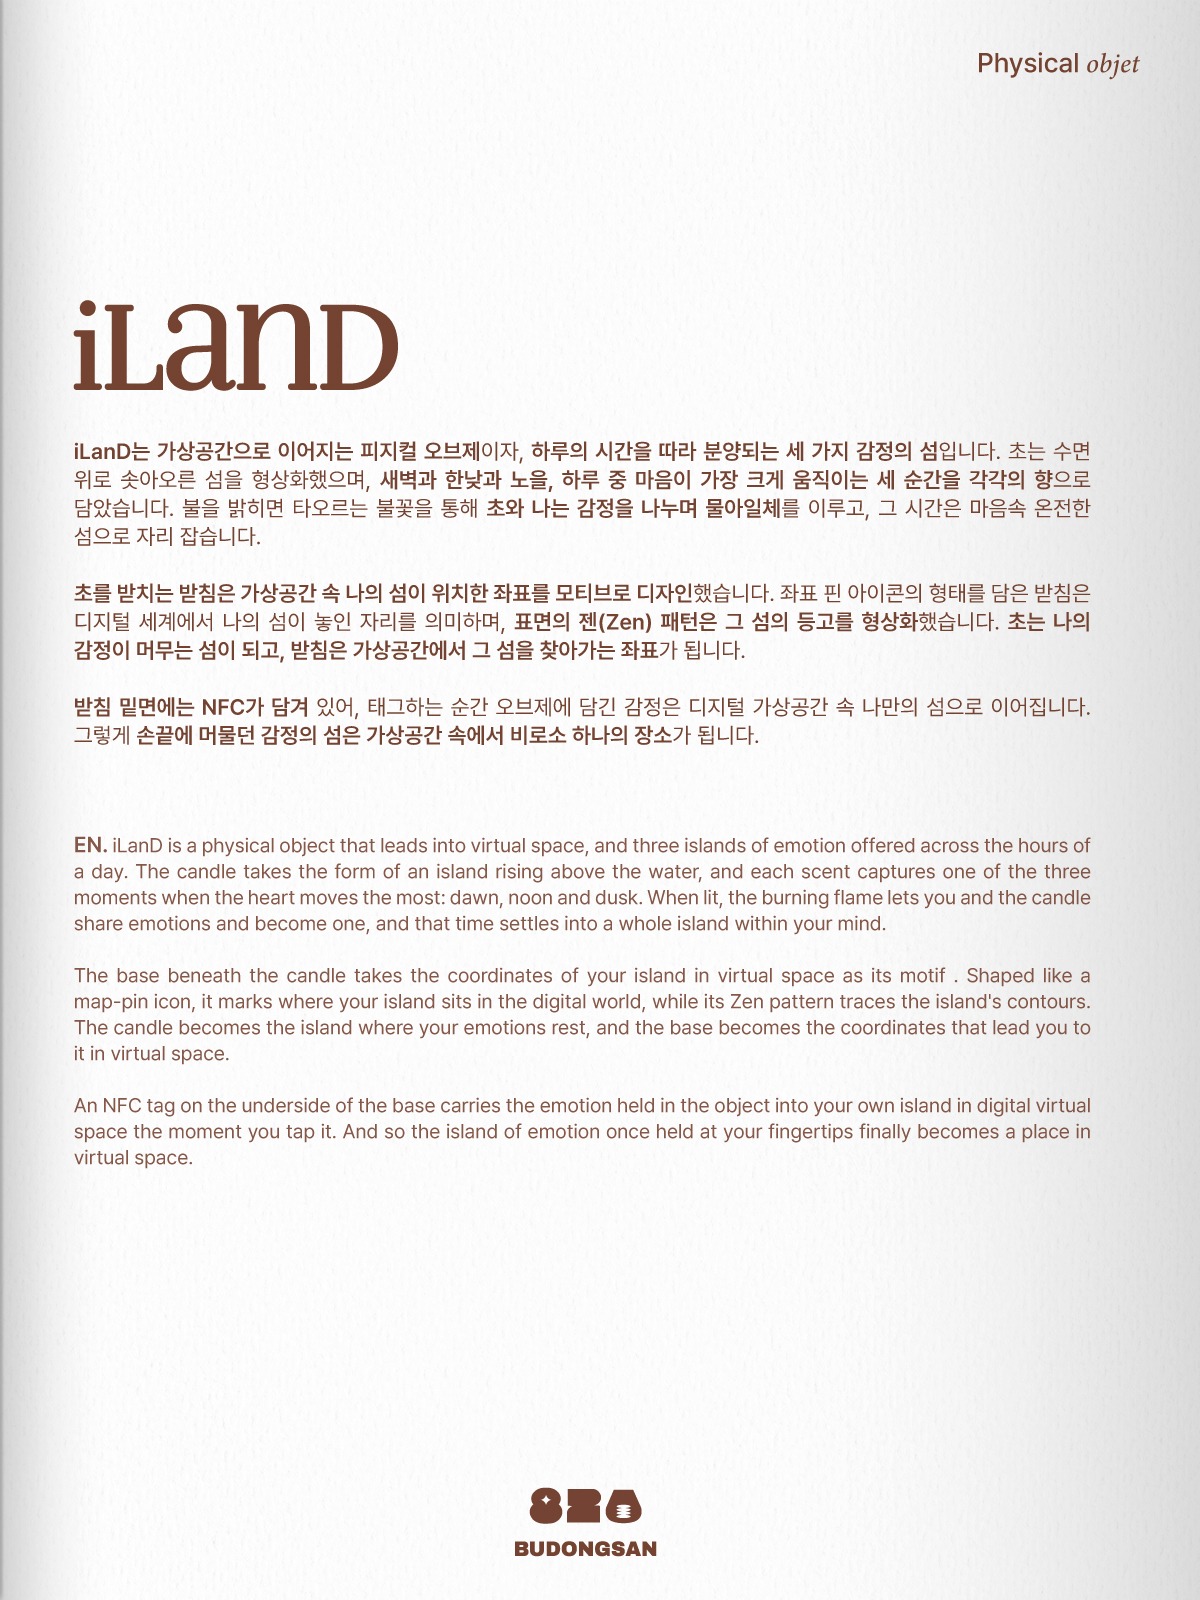 Physical objet
iLanD
iLanD는 가상공간으로 이어지는 피지컬 오브제이자, 하루의 시간을 따라 분양되는 세 가지 감정의 섬입니다. 초는 수면
위로 솟아오른 섬을 형상화했으며, 새벽과 한낮과 노을, 하루 중 마음이 가장 크게 움직이는 세 순간을 각각의 향으로
담았습니다. 불을 밝히면 타오르는 불꽃을 통해 초와 나는 감정을 나누며 물아일체를 이루고, 그 시간은 마음속 온전한
섬으로 자리 잡습니다.
초를 받치는 받침은 가상공간 속 나의 섬이 위치한 좌표를 모티브로 디자인했습니다. 좌표 핀 아이콘의 형태를 담은 받침은
디지털 세계에서 나의 섬이 놓인 자리를 의미하며, 표면의 젠(Zen) 패턴은 그 섬의 등고를 형상화했습니다. 초는 나의
감정이 머무는 섬이 되고, 받침은 가상공간에서 그 섬을 찾아가는 좌표가 됩니다.
받침 밑면에는 NFC가 담겨 있어, 태그하는 순간 오브제에 담긴 감정은 디지털 가상공간 속 나만의 섬으로 이어집니다.
그렇게 손끝에 머물던 감정의 섬은 가상공간 속에서 비로소 하나의 장소가 됩니다.
EN. iLanD is a physical object that leads into virtual space, and three islands of emotion offered across the hours of
a day. The candle takes the form of an island rising above the water, and each scent captures one of the three
moments when the heart moves the most: dawn, noon and dusk. When lit, the burning flame lets you and the candle
share emotions and become one, and that time settles into a whole island within your mind.
The base beneath the candle takes the coordinates of your island in virtual space as its motif . Shaped like a
map-pin icon, it marks where your island sits in the digital world, while its Zen pattern traces the island's contours.
The candle becomes the island where your emotions rest, and the base becomes the coordinates that lead you to
it in virtual space.
An NFC tag on the underside of the base carries the emotion held in the object into your own island in digital virtual
space the moment you tap it. And so the island of emotion once held at your fingertips finally becomes a place in
virtual space.
BUDONGSAN